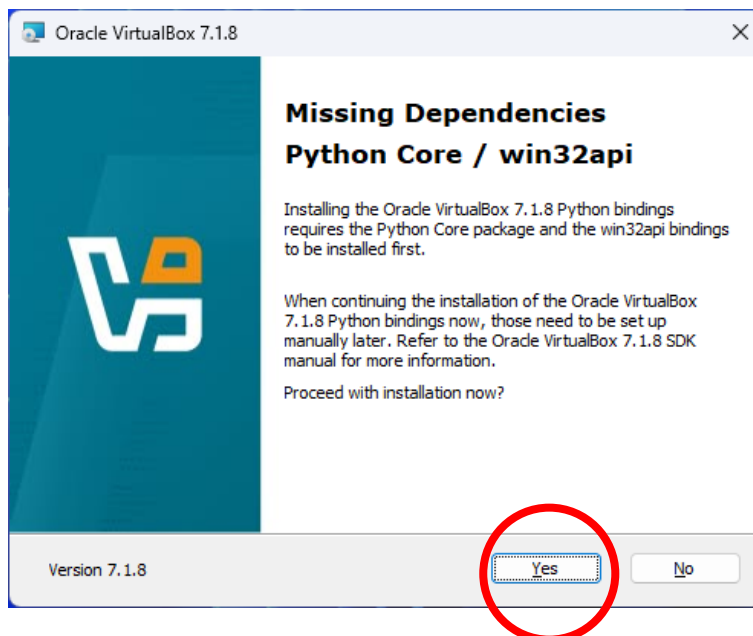 Oracle VirtualBox 7.1.8
Missing Dependencies
Python Core / win32api
Installing the Oracle VirtualBox 7.1.8 Python bindings
requires the Python Core package and the win32api bindings
to be installed first.
When continuing the installation of the Oracle VirtualBox
7.1.8 Python bindings now, those need to be set up
manually later. Refer to the Oracle VirtualBox 7.1.8 SDK
manual for more information.
Proceed with installation now?
Version 7.1.8
Yes
No